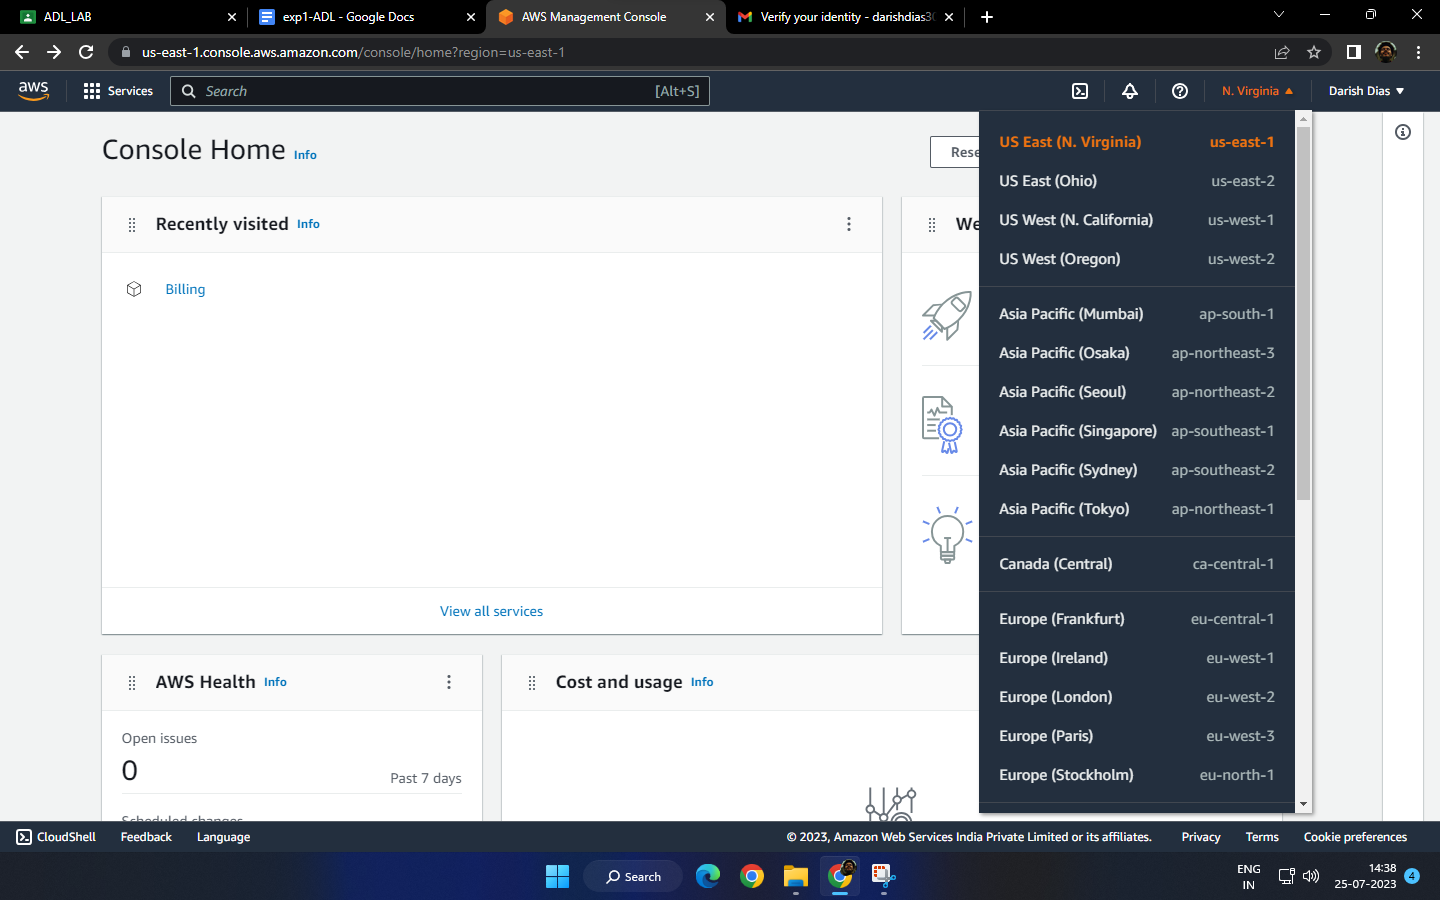 ADL_LAB
exp1-ADL - Google Docs
AWS Management Console
Verify your identity - darishdias30
us-east-1.console.aws.amazon.com/console/home?region=us-east-1
aws
Services
Search
[Alt+S]
N. Virginia
Darish Dias
Console Home Info
Rese
Recently visited Info
Billing
View all services
We
US East (N. Virginia) us-east-1
US East (Ohio) us-east-2
US West (N. California) us-west-1
US West (Oregon) us-west-2
Asia Pacific (Mumbai) ap-south-1
Asia Pacific (Osaka) ap-northeast-3
Asia Pacific (Seoul) ap-northeast-2
Asia Pacific (Singapore) ap-southeast-1
Asia Pacific (Sydney) ap-southeast-2
Asia Pacific (Tokyo) ap-northeast-1
Canada (Central) ca-central-1
Europe (Frankfurt) eu-central-1
Europe (Ireland) eu-west-1
Europe (London) eu-west-2
Europe (Paris) eu-west-3
Europe (Stockholm) eu-north-1
AWS Health Info
Open issues
0
Past 7 days
Scheduled changes
Cost and usage Info
CloudShell Feedback Language
© 2023, Amazon Web Services India Private Limited or its affiliates. Privacy Terms Cookie preferences
Search
ENG
IN
14:38
25-07-2023
4